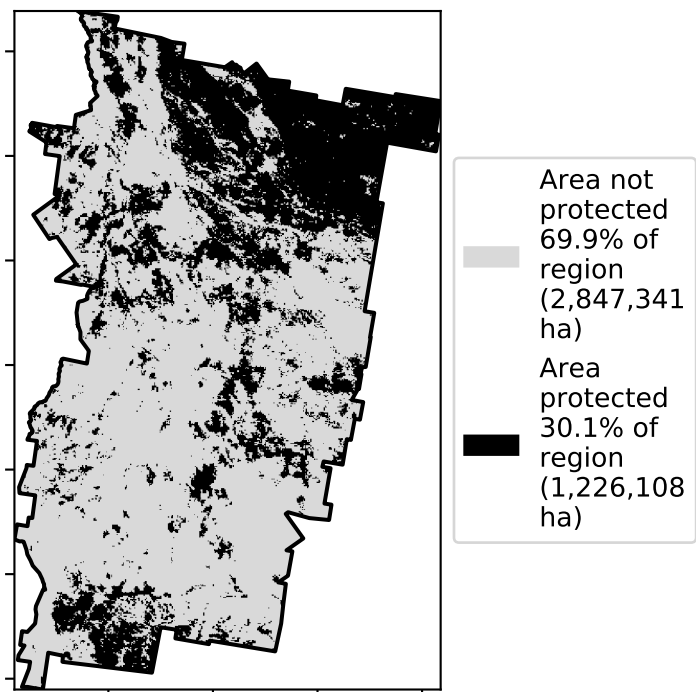 Area not
protected
69.9% of
region
(2,847,341
ha)
Area
protected
30.1% of
region
(1,226,108
ha)